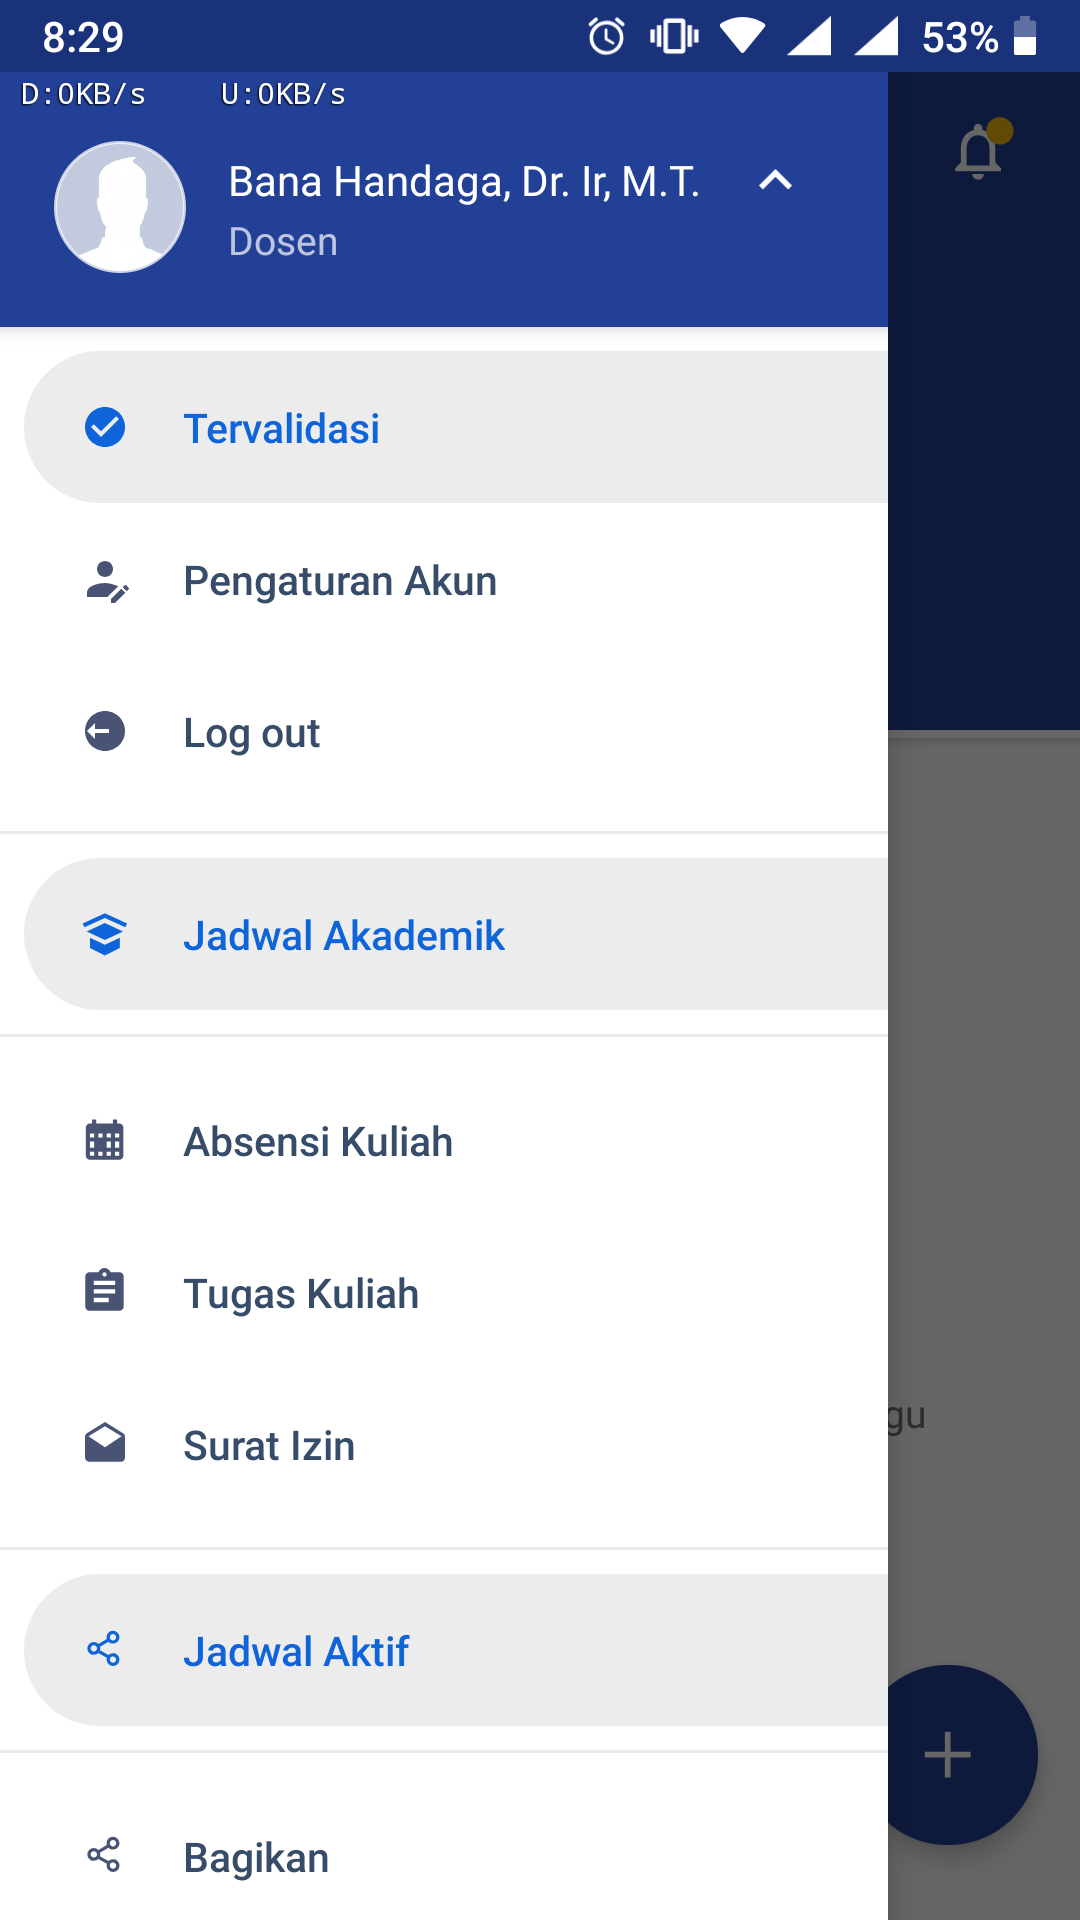 8:29
53%
D:0KB/s U:0KB/s
Bana Handaga, Dr. Ir, M.T.
Dosen
Tervalidasi
Pengaturan Akun
Log out
Jadwal Akademik
Absensi Kuliah
gu
Tugas Kuliah
Surat Izin
Jadwal Aktif
Bagikan